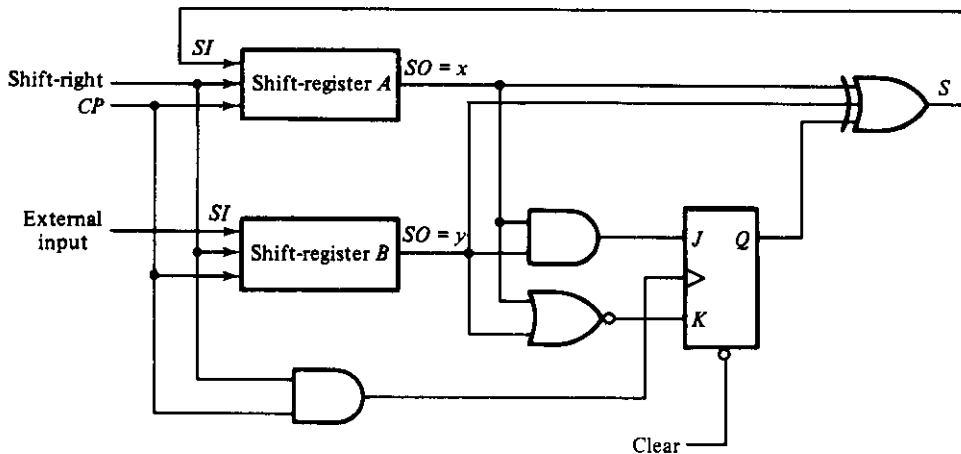 SI
Shift-right
CP
Shift-register A
SO = x
S
External
input
SI
Shift-register B
SO = y
J
Q
K
Clear